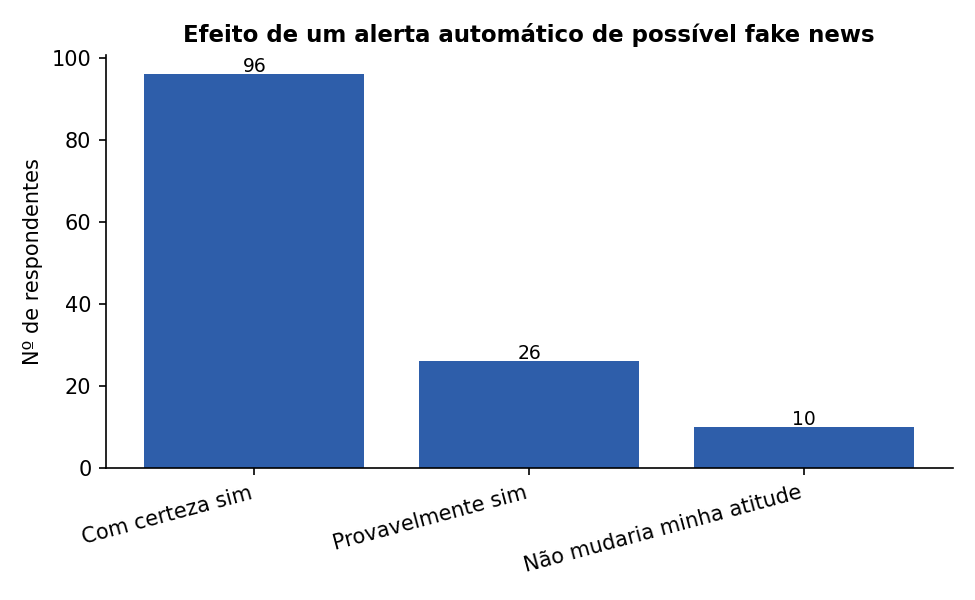 Efeito de um alerta automático de possível fake news
Nº de respondentes
100
80
60
40
20
0
96
26
10
Com certeza sim
Provavelmente sim
Não mudaria minha atitude